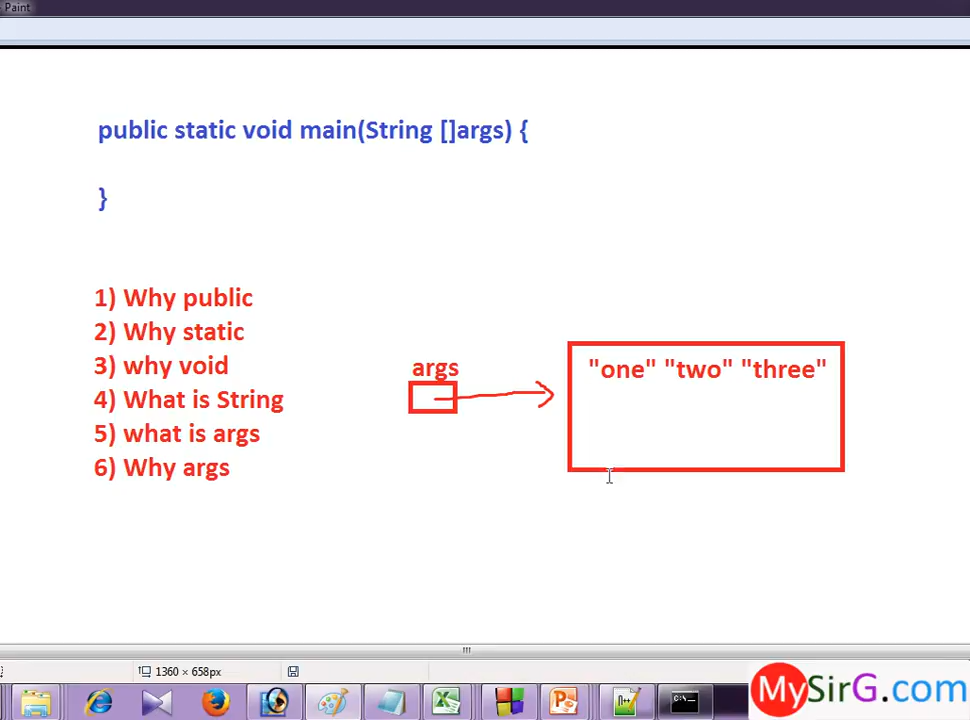 Paint
public static void main(String []args) {
}
1) Why public
2) Why static
3) why void
4) What is String
5) what is args
6) Why args
args
"one" "two" "three"
1360 × 658px
MySirG.com